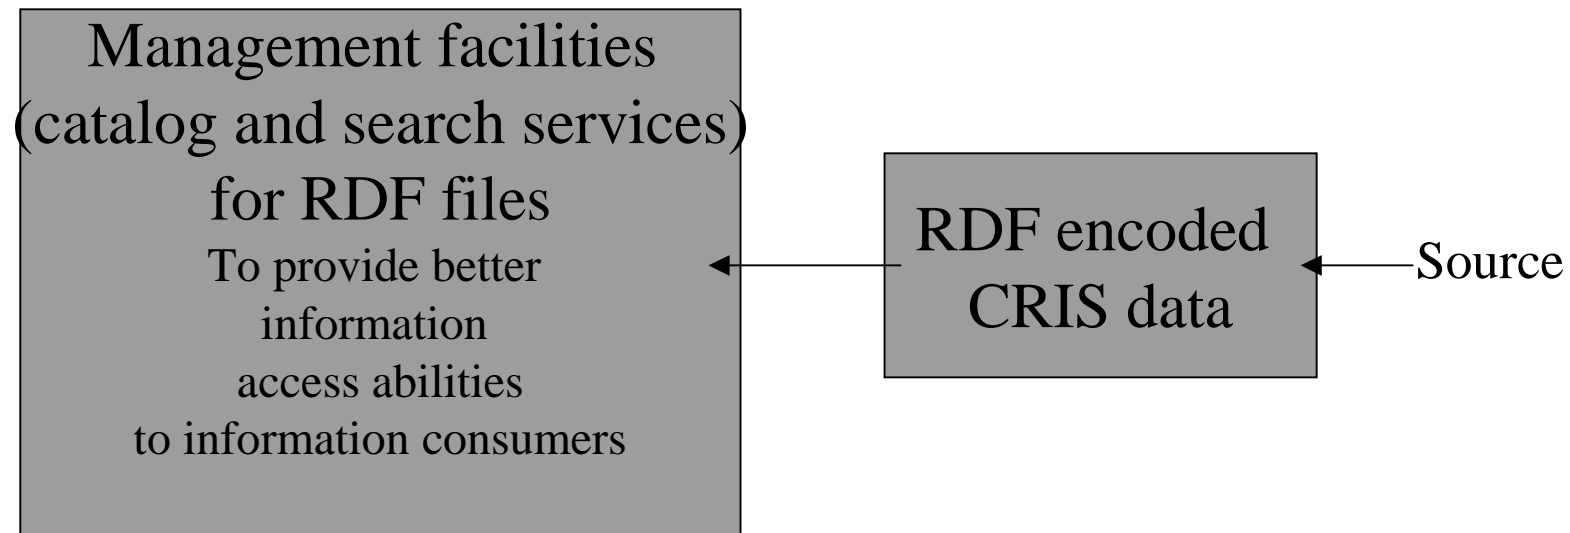 Management facilities
(catalog and search services)
for RDF files
To provide better
information
access abilities
to information consumers
RDF encoded
CRIS data
Source